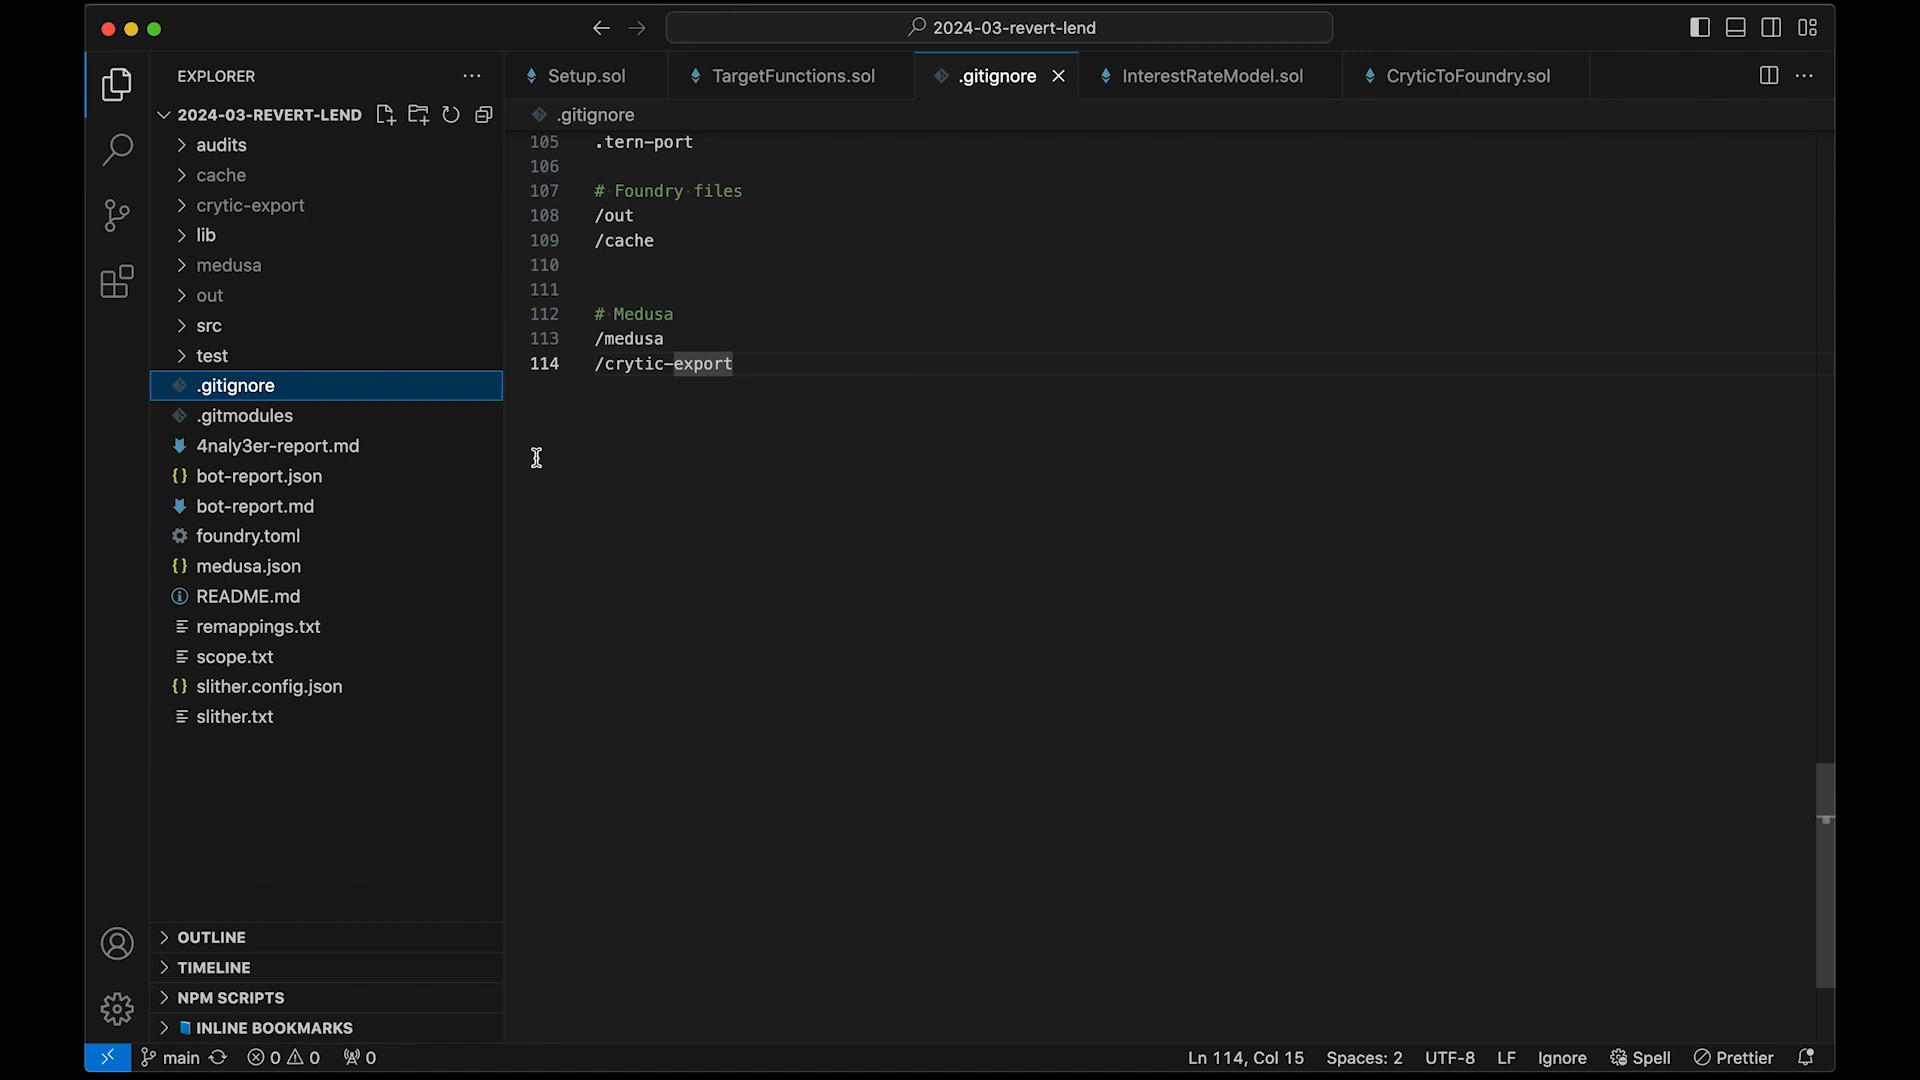 2024-03-revert-lend
EXPLORER
Setup.sol
TargetFunctions.sol
.gitignore
InterestRateModel.sol
CryticToFoundry.sol
2024-03-REVERT-LEND
.gitignore
audits
cache
crytic-export
lib
medusa
out
src
test
.gitignore
.gitmodules
4naly3er-report.md
bot-report.json
bot-report.md
foundry.toml
medusa.json
README.md
remappings.txt
scope.txt
slither.config.json
slither.txt
105 .tern-port
106
107 # Foundry files
108 /out
109 /cache
110
111
112 # Medusa
113 /medusa
114 /crytic-export
OUTLINE
TIMELINE
NPM SCRIPTS
INLINE BOOKMARKS
main 0 0 0 Ln 114, Col 15 Spaces: 2 UTF-8 LF Ignore Spell Prettier